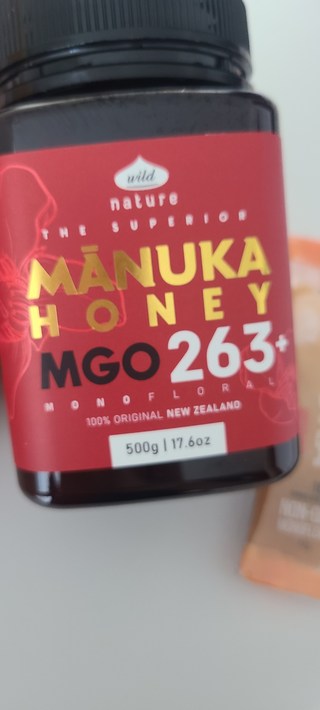 wild
nature
THE SUPERIOR
MĀNUKA
HONEY
MGO 263+
MONOFLORAL
100% ORIGINAL NEW ZEALAND
500g | 17.6oz